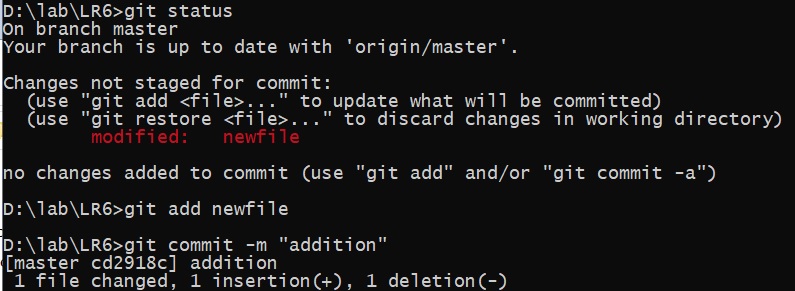 D:\lab\LR6>git status
On branch master
Your branch is up to date with 'origin/master'.
Changes not staged for commit:
  (use "git add <file>..." to update what will be committed)
  (use "git restore <file>..." to discard changes in working directory)
        modified:   newfile
no changes added to commit (use "git add" and/or "git commit -a")
D:\lab\LR6>git add newfile
D:\lab\LR6>git commit -m "addition"
[master cd2918c] addition
 1 file changed, 1 insertion(+), 1 deletion(-)